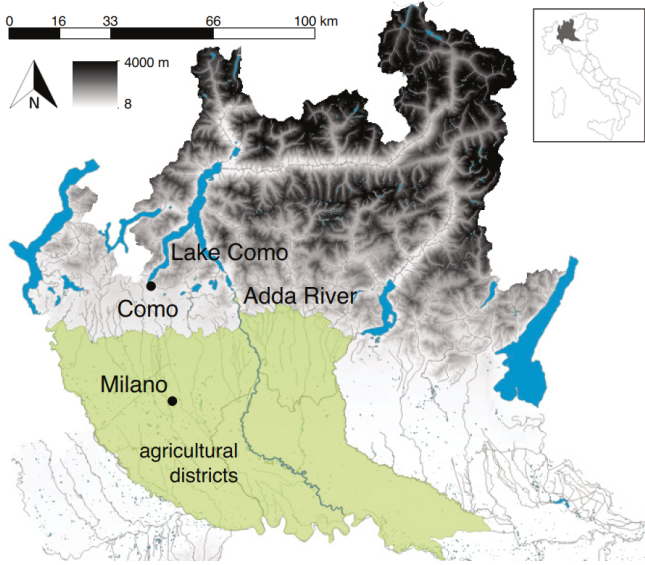 0 16 33 66 100 km
N
4000 m
8
Lake Como
Como
Adda River
Milano
agricultural
districts